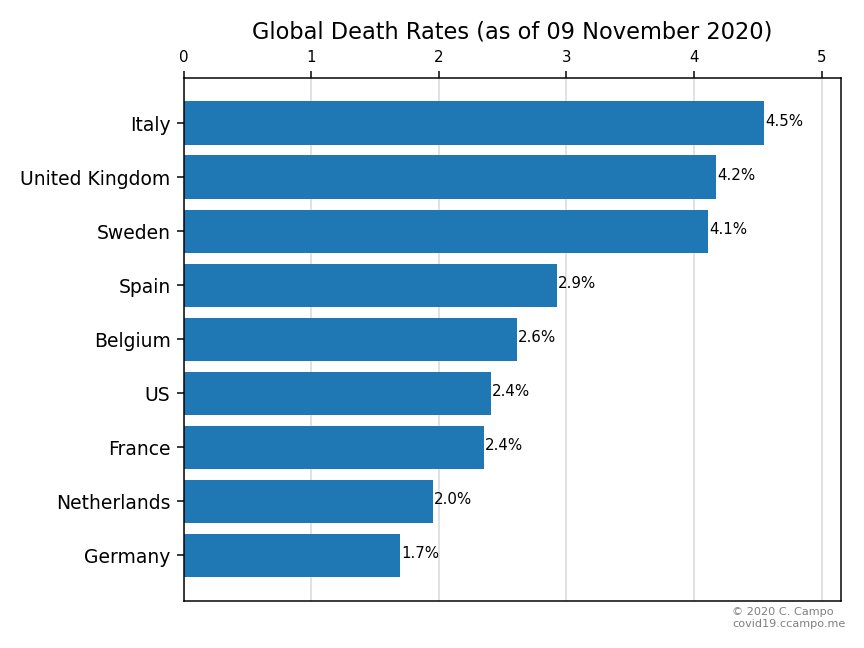 Global Death Rates (as of 09 November 2020)
0 1 2 3 4 5
Italy 4.5%
United Kingdom 4.2%
Sweden 4.1%
Spain 2.9%
Belgium 2.6%
US 2.4%
France 2.4%
Netherlands 2.0%
Germany 1.7%
© 2020 C. Campo
covid19.ccampo.me